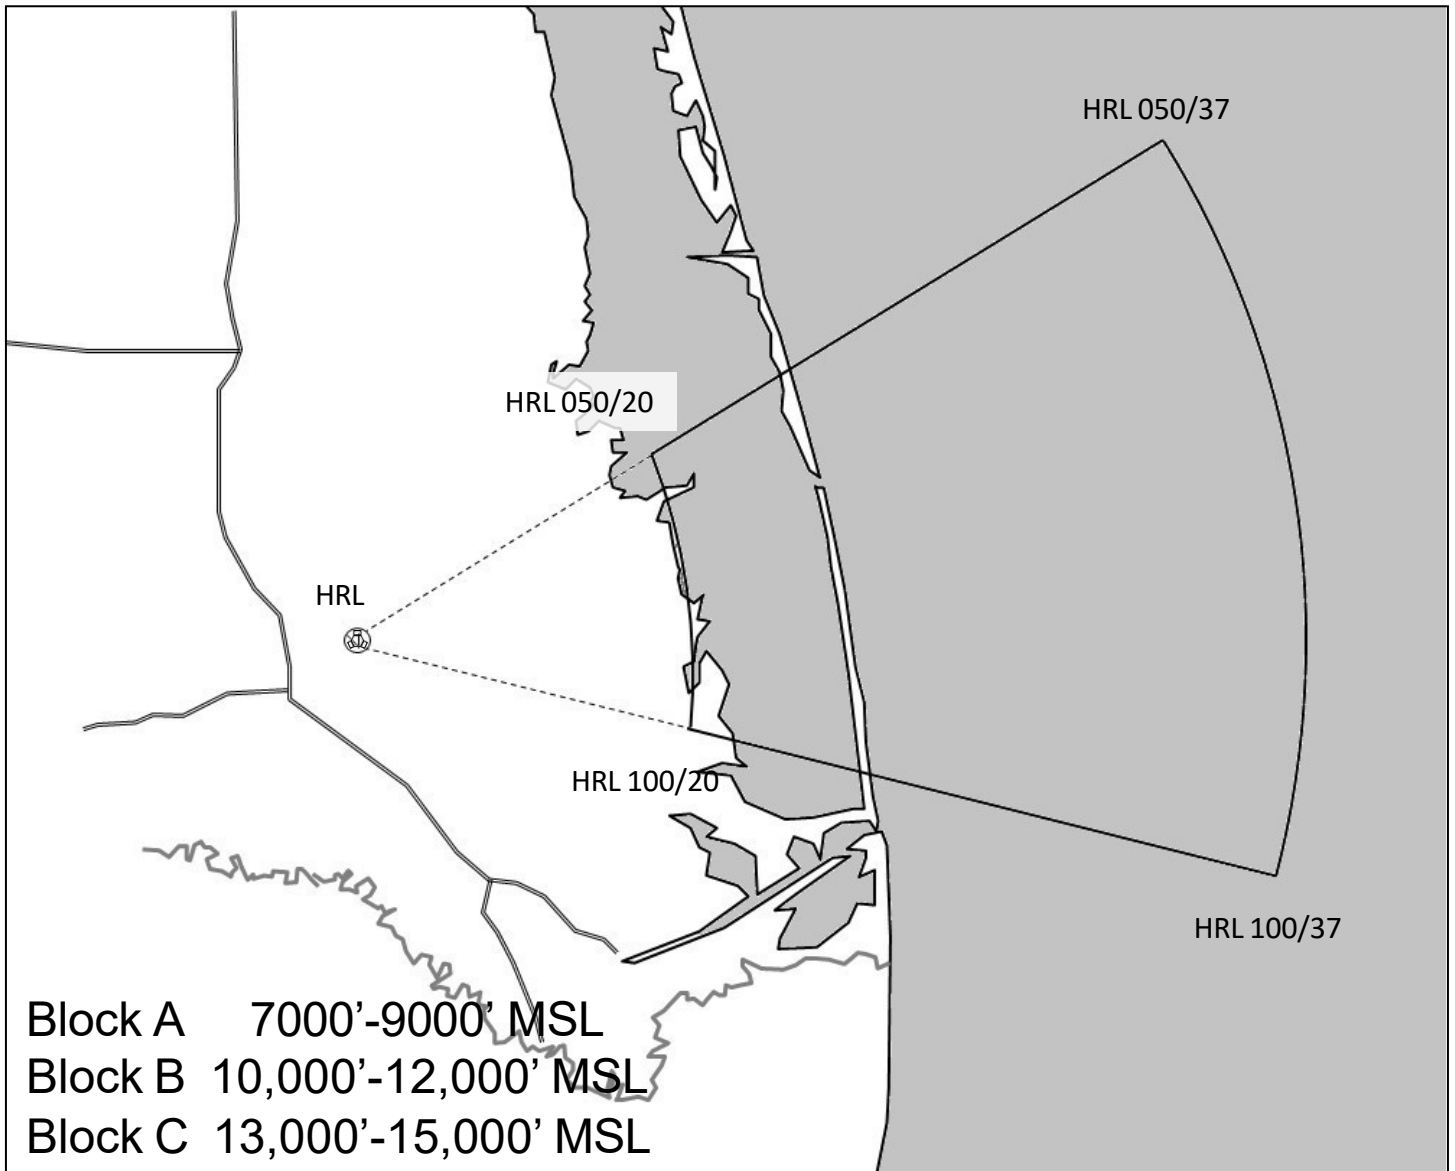 HRL 050/37
HRL 050/20
HRL
HRL 100/20
HRL 100/37
Block A 7000’-9000’ MSL
Block B 10,000’-12,000’ MSL
Block C 13,000’-15,000’ MSL